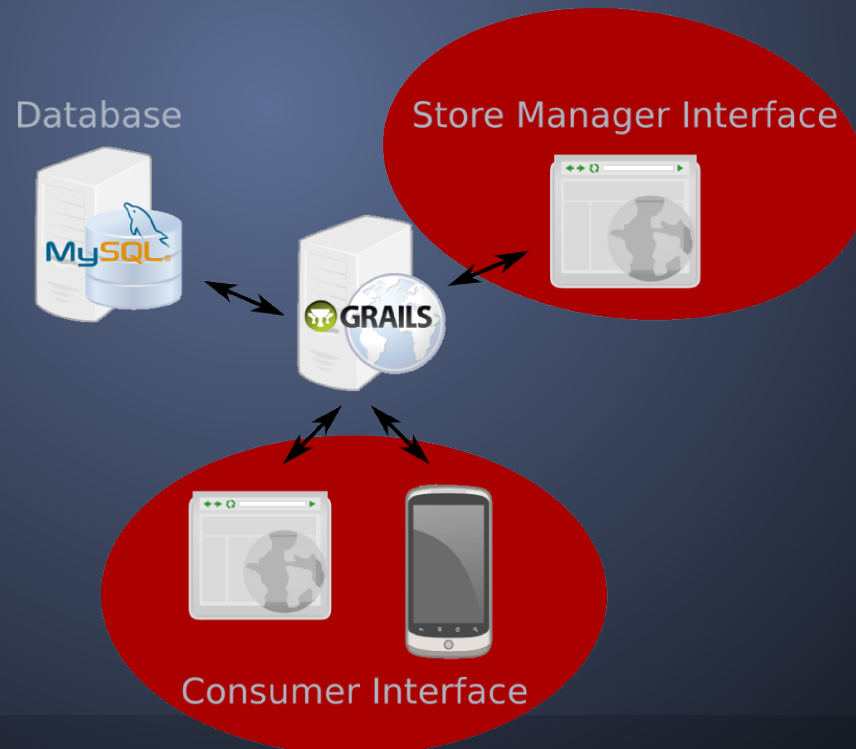 Database
Store Manager Interface
MySQL
GRAILS
Consumer Interface